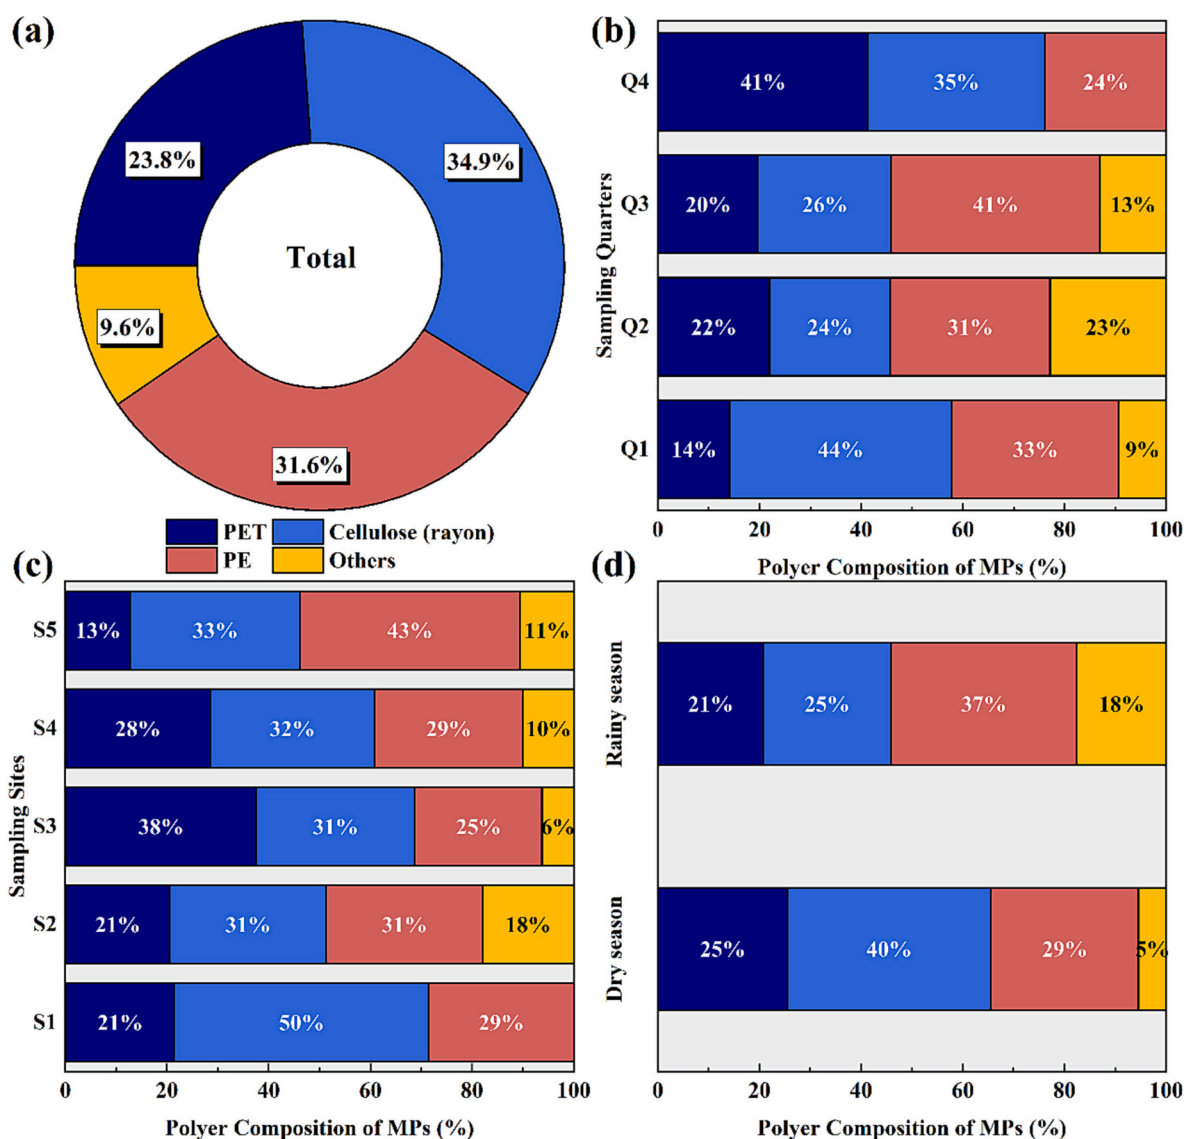 (a)
34.9%
23.8%
Total
9.6%
31.6%
PET
Cellulose (rayon)
PE
Others
(b)
Sampling Quarters
Q4
41%
35%
24%
Q3
20%
26%
41%
13%
Q2
22%
24%
31%
23%
Q1
14%
44%
33%
9%
0
20
40
60
80
100
Polyer Composition of MPs (%)
(c)
Sampling Sites
S5
13%
33%
43%
11%
S4
28%
32%
29%
10%
S3
38%
31%
25%
6%
S2
21%
31%
31%
18%
S1
21%
50%
29%
0
20
40
60
80
100
Polyer Composition of MPs (%)
(d)
Rainy season
21%
25%
37%
18%
Dry season
25%
40%
29%
5%
0
20
40
60
80
100
Polyer Composition of MPs (%)